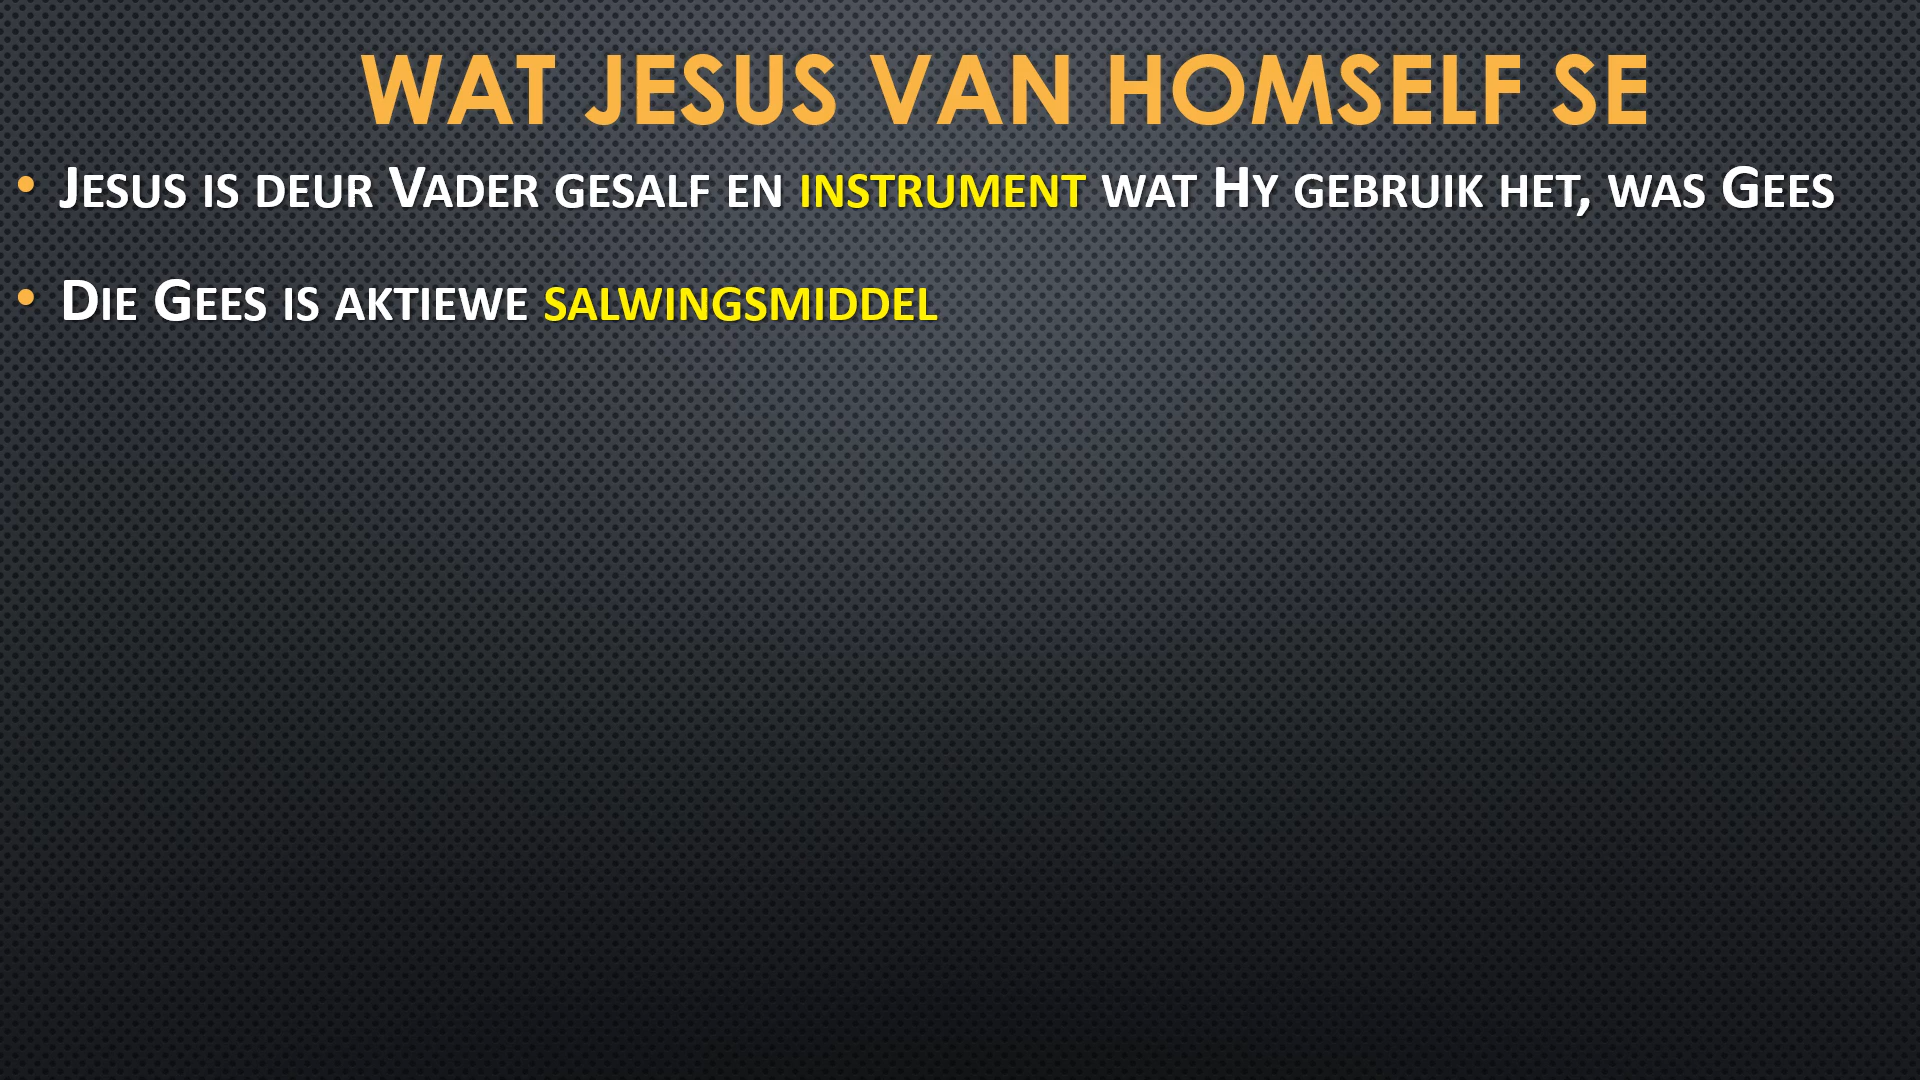 WAT JESUS VAN HOMSELF SE
• JESUS IS DEUR VADER GESALF EN INSTRUMENT WAT HY GEBRUIK HET, WAS GEES
• DIE GEES IS AKTIEWE SALWINGSMIDDEL